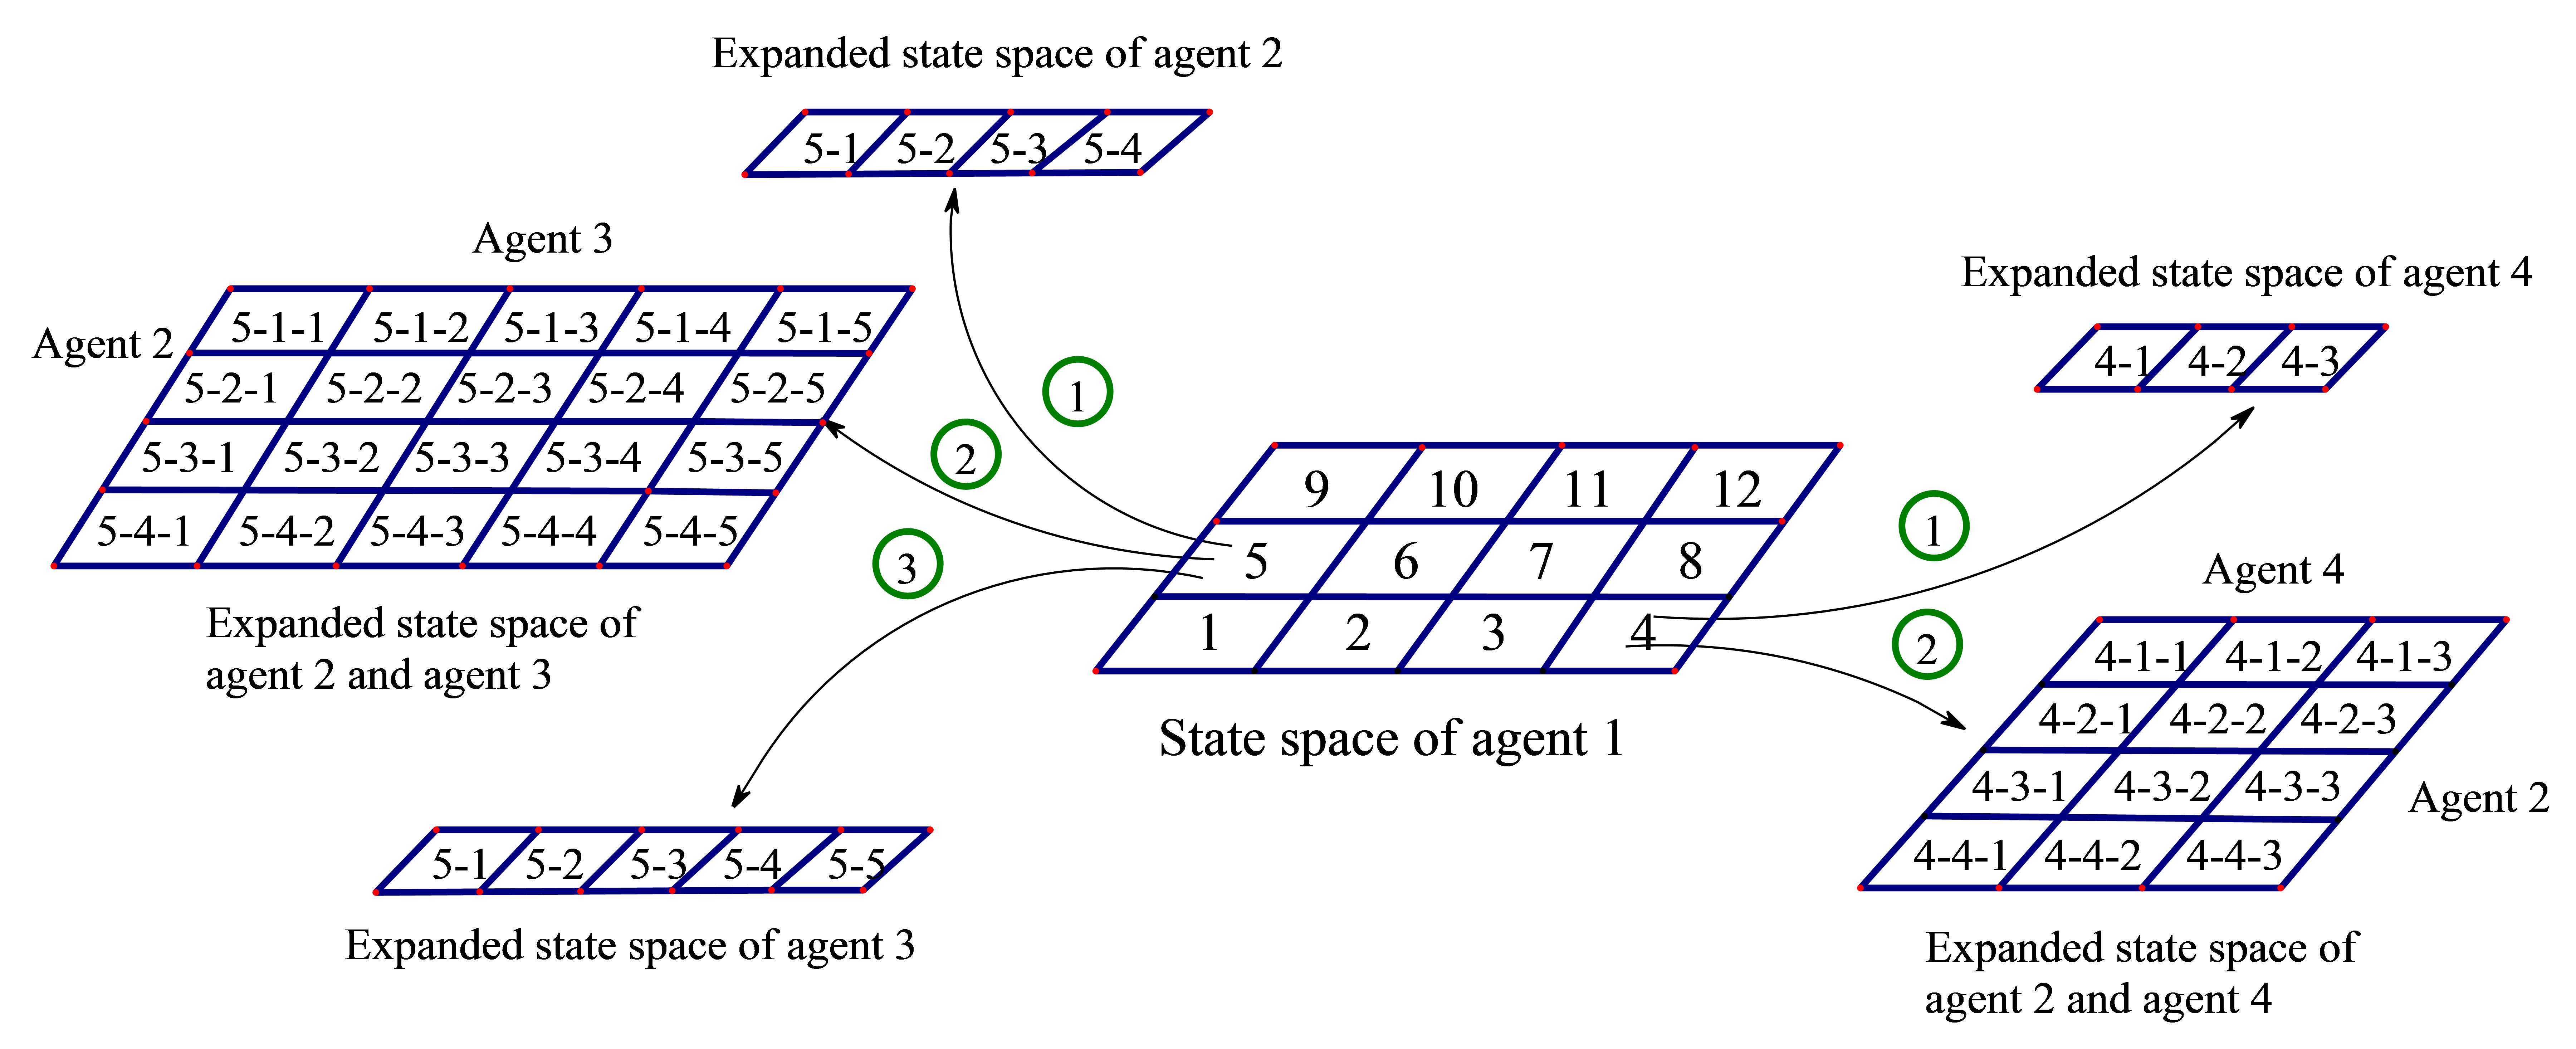 Expanded state space of agent 2
5-1 5-2 5-3 5-4
Agent 3
Agent 2
5-1-1 5-1-2 5-1-3 5-1-4 5-1-5
5-2-1 5-2-2 5-2-3 5-2-4 5-2-5
5-3-1 5-3-2 5-3-3 5-3-4 5-3-5
5-4-1 5-4-2 5-4-3 5-4-4 5-4-5
Expanded state space of
agent 2 and agent 3
1
2
3
9 10 11 12
5 6 7 8
1 2 3 4
State space of agent 1
5-1 5-2 5-3 5-4 5-5
Expanded state space of agent 3
Expanded state space of agent 4
4-1 4-2 4-3
1
2
Agent 4
4-1-1 4-1-2 4-1-3
4-2-1 4-2-2 4-2-3
4-3-1 4-3-2 4-3-3
Agent 2
4-4-1 4-4-2 4-4-3
Expanded state space of
agent 2 and agent 4